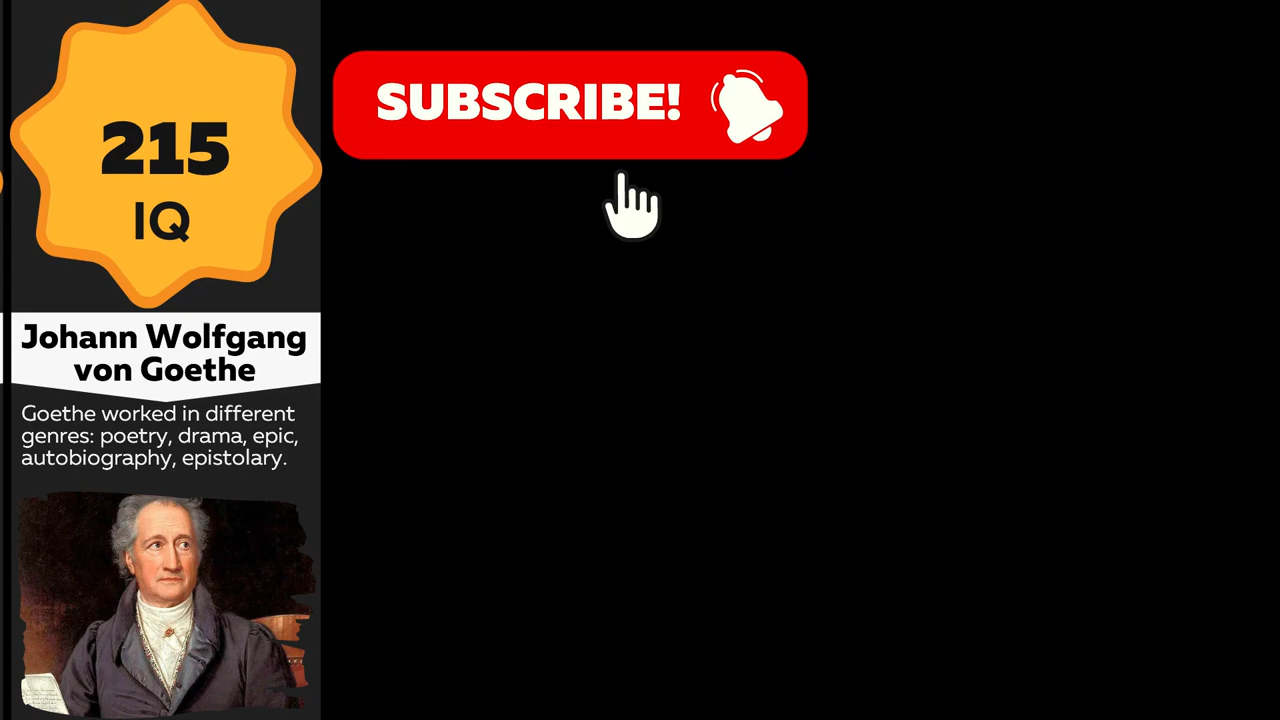 215
IQ
Johann Wolfgang
von Goethe
Goethe worked in different
genres: poetry, drama, epic,
autobiography, epistolary.
SUBSCRIBE!